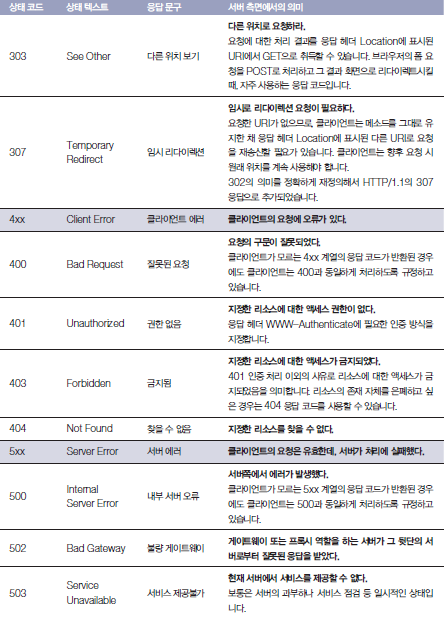 상태 코드 상태 텍스트 응답 문구 서버 측면에서의 의미
303 See Other 다른 위치 보기
다른 위치로 요청하라.
요청에 대한 처리 결과를 응답 헤더 Location에 표시된
URI에서 GET으로 취득할 수 있습니다. 브라우저의 폼 요
청을 POST로 처리하고 그 결과 화면으로 리다이렉트시킬
때, 자주 사용하는 응답 코드입니다.
307 Temporary
Redirect
임시 리다이렉션
임시로 리다이렉션 요청이 필요하다.
요청한 URI가 없으므로, 클라이언트는 메소드를 그대로 유
지한 채 응답 헤더 Location에 표시된 다른 URI로 요청
을 재송신할 필요가 있습니다. 클라이언트는 향후 요청 시
원래 위치를 계속 사용해야 합니다.
302의 의미를 정확하게 재정의해서 HTTP/1.1의 307
응답으로 추가되었습니다.
4xx Client Error 클라이언트 에러 클라이언트의 요청에 오류가 있다.
400 Bad Request 잘못된 요청
요청의 구문이 잘못되었다.
클라이언트가 모르는 4xx 계열의 응답 코드가 반환된 경우
에도 클라이언트는 400과 동일하게 처리하도록 규정하고
있습니다.
401 Unauthorized 권한 없음
지정한 리소스에 대한 액세스 권한이 없다.
응답 헤더 WWW-Authenticate에 필요한 인증 방식을
지정합니다.
403 Forbidden 금지됨
지정한 리소스에 대한 액세스가 금지되었다.
401 인증 처리 이외의 사유로 리소스에 대한 액세스가 금
지되었음을 의미합니다. 리소스의 존재 자체를 은폐하고 싶
은 경우는 404 응답 코드를 사용할 수 있습니다.
404 Not Found 찾을 수 없음 지정한 리소스를 찾을 수 없다.
5xx Server Error 서버 에러 클라이언트의 요청은 유효한데, 서버가 처리에 실패했다.
500 Internal
Server Error
내부 서버 오류
서버쪽에서 에러가 발생했다.
클라이언트가 모르는 5xx 계열의 응답 코드가 반환된 경우
에도 클라이언트는 500과 동일하게 처리하도록 규정하고
있습니다.
502 Bad Gateway 불량 게이트웨이
게이트웨이 또는 프록시 역할을 하는 서버가 그 뒷단의 서
버로부터 잘못된 응답을 받았다.
503 Service
Unavailable
서비스 제공불가
현재 서버에서 서비스를 제공할 수 없다.
보통은 서버의 과부하나 서비스 점검 등 일시적인 상태입
니다.